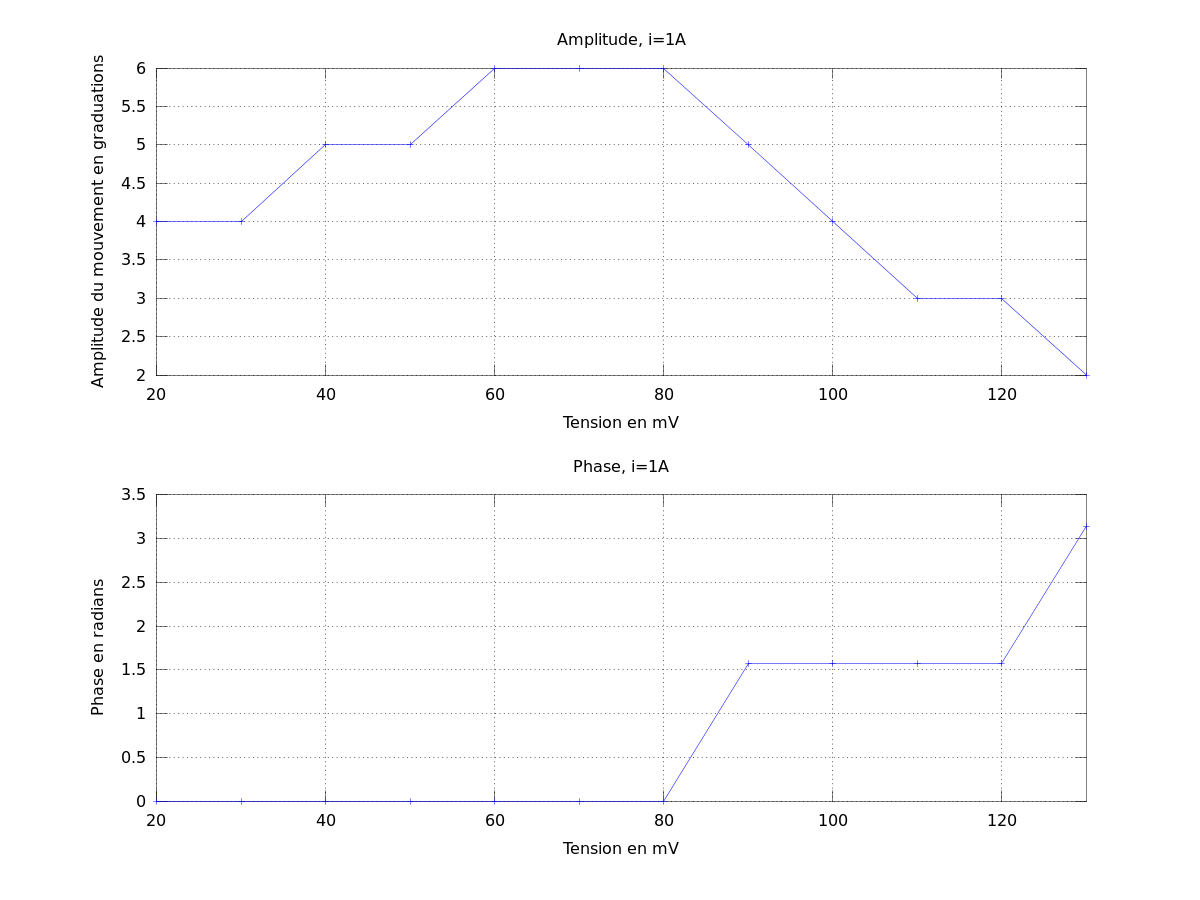 Amplitude, i=1A
Amplitude du mouvement en graduations
6
5.5
5
4.5
4
3.5
3
2.5
2
20 40 60 80 100 120
Tension en mV
Phase, i=1A
Phase en radians
3.5
3
2.5
2
1.5
1
0.5
0
20 40 60 80 100 120
Tension en mV